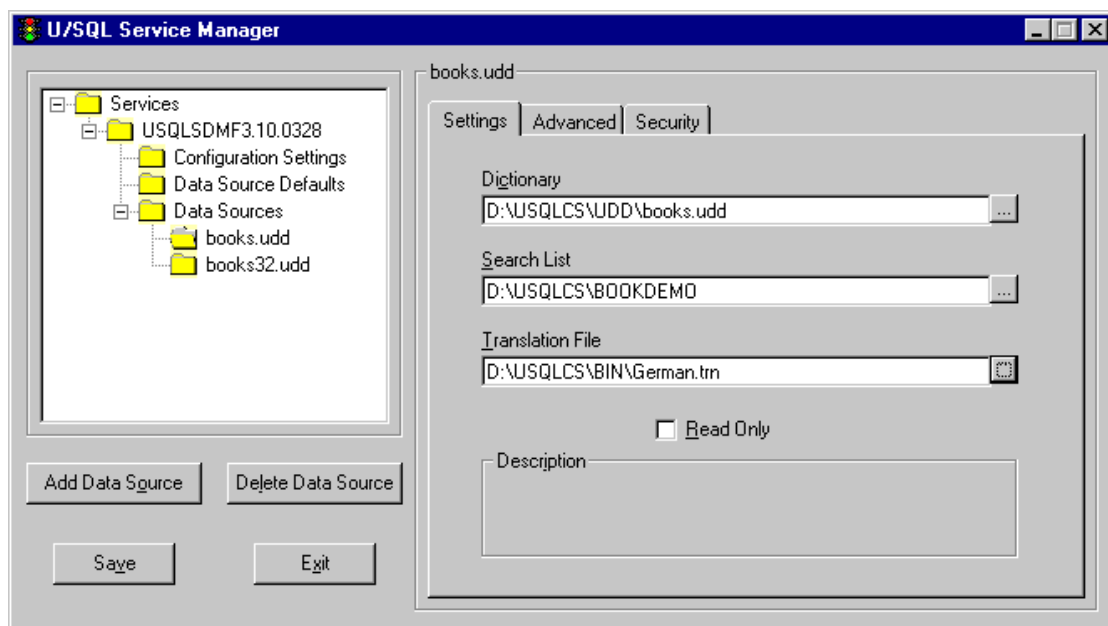 U/SQL Service Manager
Services
USQLSDMF3.10.0328
Configuration Settings
Data Source Defaults
Data Sources
books.udd
books32.udd
Add Data Source
Delete Data Source
Save
Exit
books.udd
Settings
Advanced
Security
Dictionary
D:\USQLCS\UDD\books.udd
...
Search List
D:\USQLCS\BOOKDEMO
...
Translation File
D:\USQLCS\BIN\German.trn
...
Read Only
Description